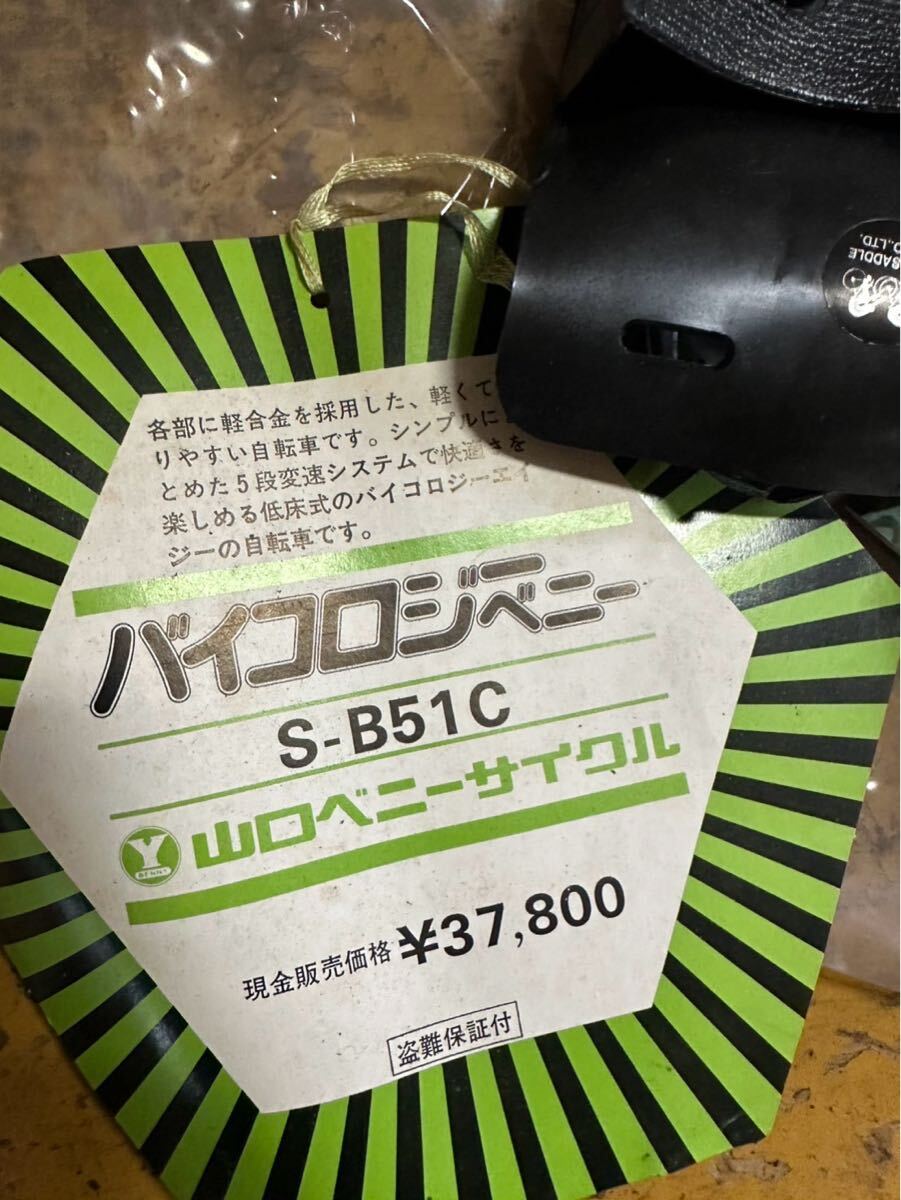 各部に軽合金を採用した、軽くて
りやすい自転車です。シンプルに
とめた5段変速システムで快適さを
楽しめる低床式のバイコロジーエイ
ジーの自転車です。
バイコロジーベニー
S-B51C
BENNY
山口ベニーサイクル
現金販売価格 ¥37,800
盗難保証付
SADDLE
O.,LTD.